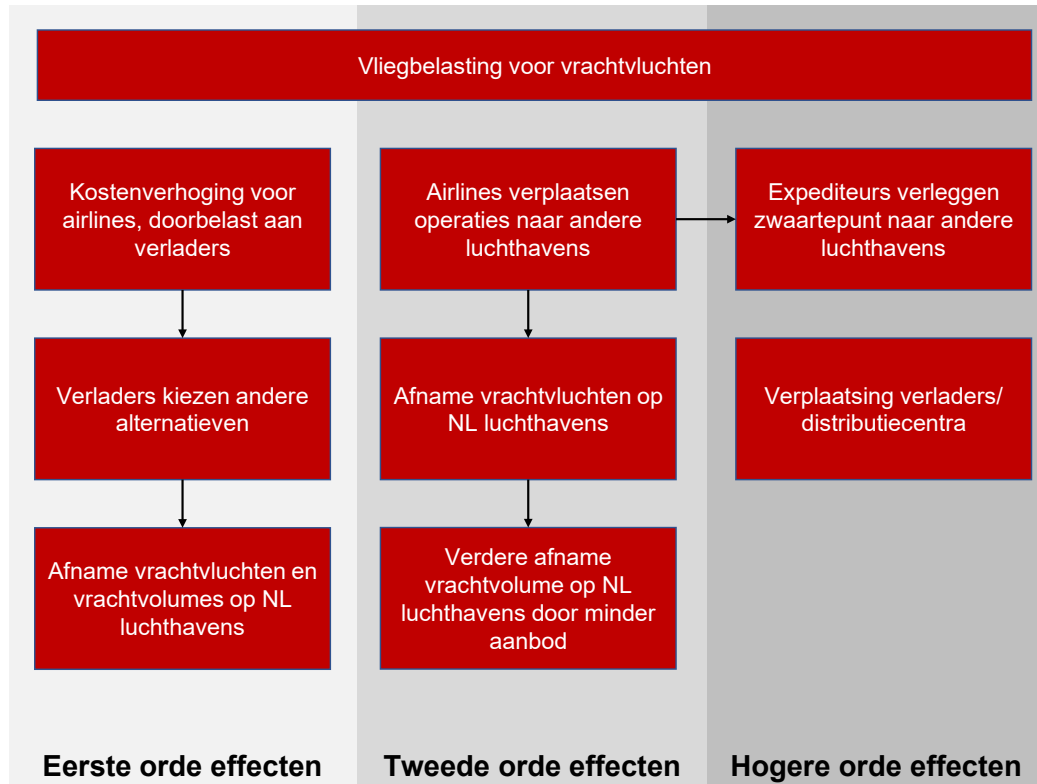 Vliegbelasting voor vrachtvluchten
Kostenverhoging voor
airlines, doorbelast aan
verladers
Verladers kiezen andere
alternatieven
Afname vrachtvluchten en
vrachtvolumes op NL
luchthavens
Eerste orde effecten
Airlines verplaatsen
operaties naar andere
luchthavens
Afname vrachtvluchten op
NL luchthavens
Verdere afname
vrachtvolume op NL
luchthavens door minder
aanbod
Tweede orde effecten
Expediteurs verleggen
zwaartepunt naar andere
luchthavens
Verplaatsing verladers/
distributiecentra
Hogere orde effecten